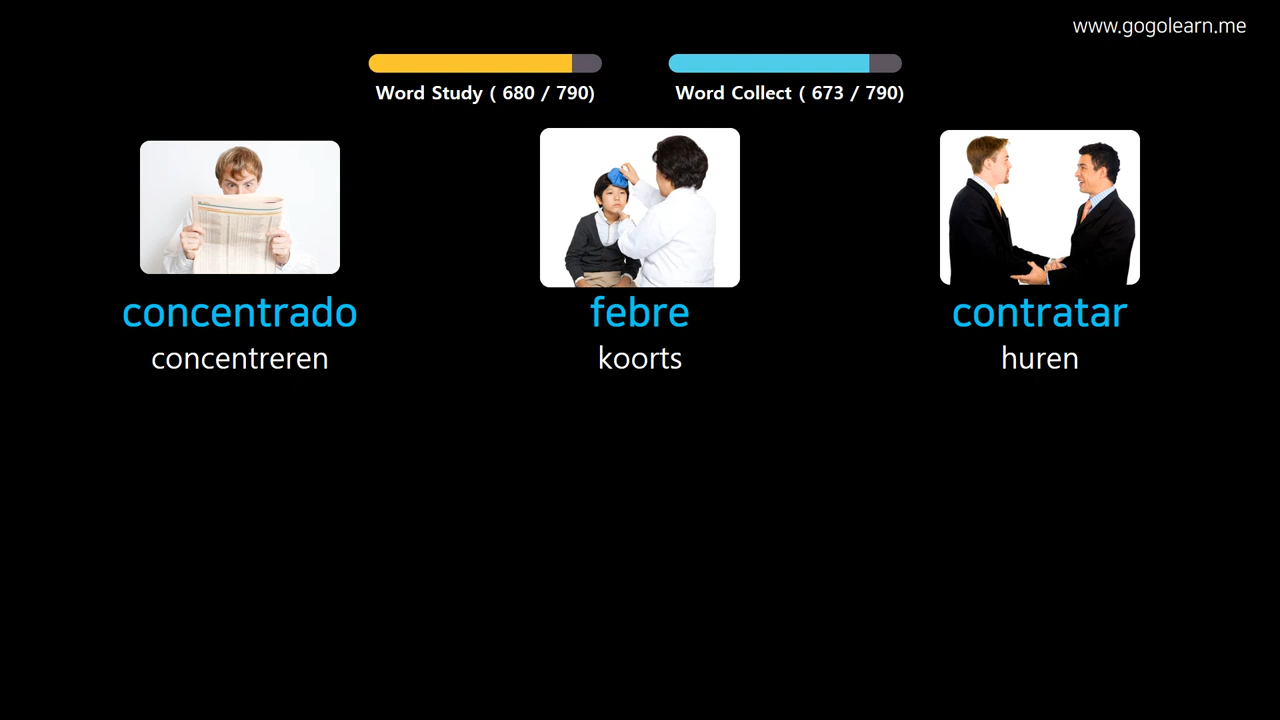 www.gogolearn.me
Word Study ( 680 / 790)
Word Collect ( 673 / 790)
concentrado
concentreren
febre
koorts
contratar
huren